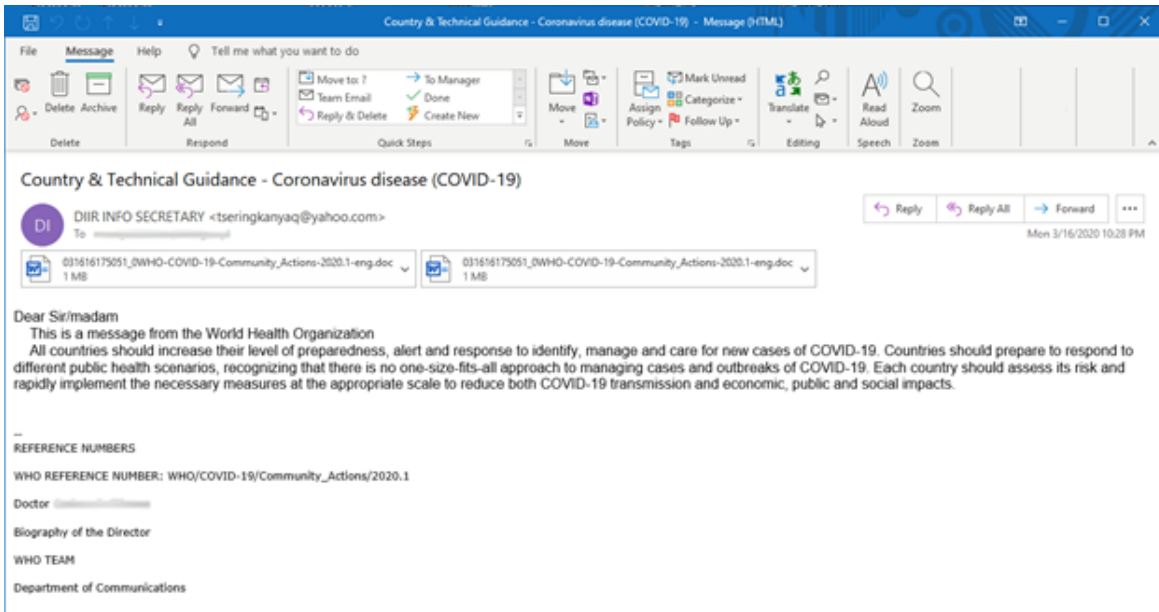 Country & Technical Guidance - Coronavirus disease (COVID-19) - Message (HTML)
File Message Help Tell me what you want to do
Delete Archive
Reply Reply All Forward
Move to: ? To Manager
Team Email Done
Reply & Delete Create New
Move
Assign Policy
Mark Unread
Categorize
Follow Up
Translate
Read Aloud
Zoom
Delete Respond Quick Steps Move Tags Editing Speech Zoom
Country & Technical Guidance - Coronavirus disease (COVID-19)
DI
DIIR INFO SECRETARY <tseringkanyaq@yahoo.com>
To
Reply Reply All Forward
Mon 3/16/2020 10:28 PM
031616175051_0WHO-COVID-19-Community_Actions-2020.1-eng.doc
1 MB
031616175051_0WHO-COVID-19-Community_Actions-2020.1-eng.doc
1 MB
Dear Sir/madam
This is a message from the World Health Organization
All countries should increase their level of preparedness, alert and response to identify, manage and care for new cases of COVID-19. Countries should prepare to respond to
different public health scenarios, recognizing that there is no one-size-fits-all approach to managing cases and outbreaks of COVID-19. Each country should assess its risk and
rapidly implement the necessary measures at the appropriate scale to reduce both COVID-19 transmission and economic, public and social impacts.
--
REFERENCE NUMBERS
WHO REFERENCE NUMBER: WHO/COVID-19/Community_Actions/2020.1
Doctor
Biography of the Director
WHO TEAM
Department of Communications